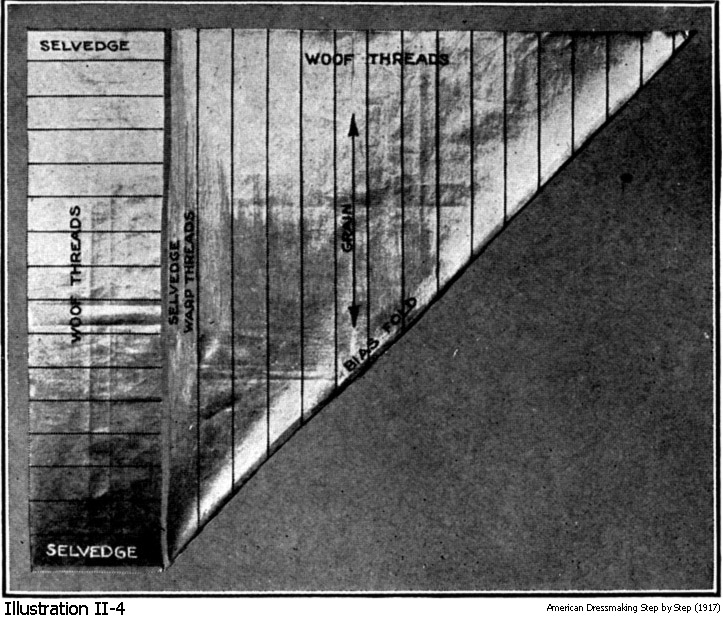 SELVEDGE
WOOF THREADS
WOOF THREADS
SELVEDGE
WARP THREADS
GRAIN
BIAS FOLD
SELVEDGE
Illustration II-4
American Dressmaking Step by Step (1917)